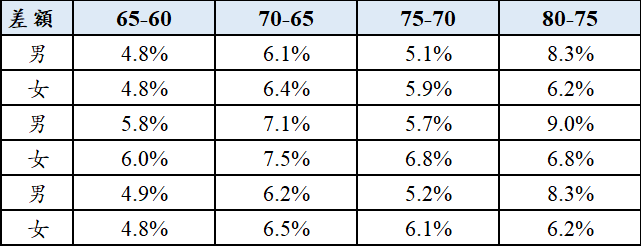 差額 65-60 70-65 75-70 80-75
男 4.8% 6.1% 5.1% 8.3%
女 4.8% 6.4% 5.9% 6.2%
男 5.8% 7.1% 5.7% 9.0%
女 6.0% 7.5% 6.8% 6.8%
男 4.9% 6.2% 5.2% 8.3%
女 4.8% 6.5% 6.1% 6.2%